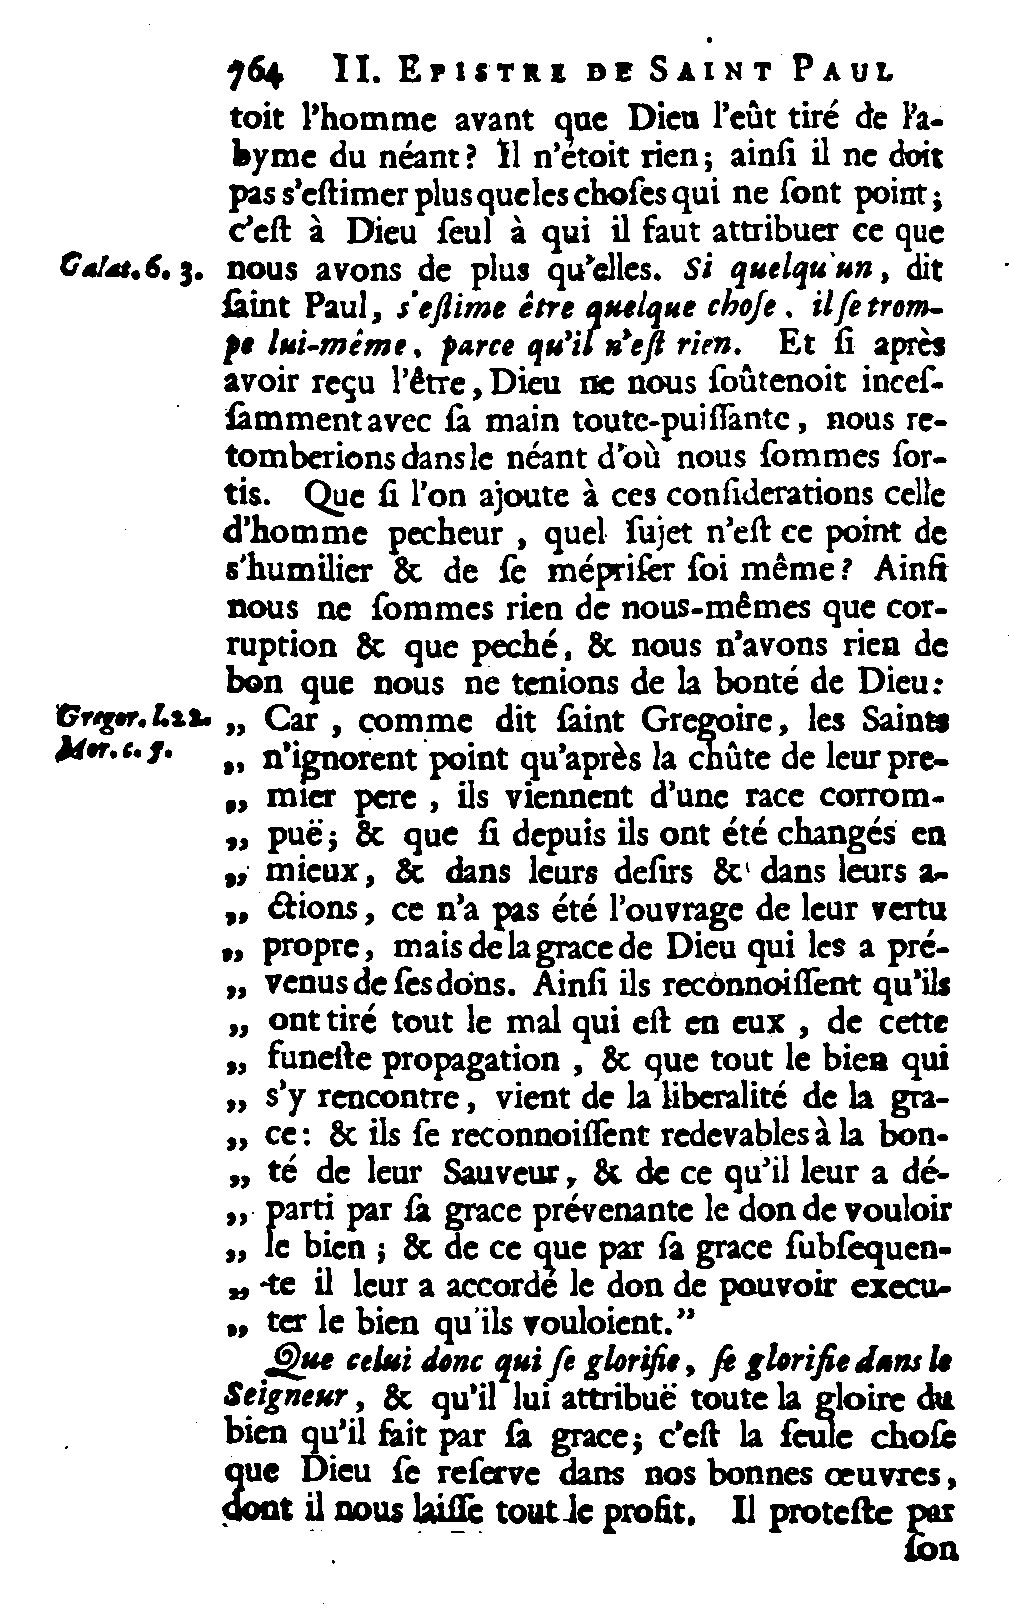 764 II. EPISTRE DE SAINT PAUL
toit l'homme avant que Dieu l'eût tiré de l'a-
byme du néant? Il n'étoit rien; ainſi il ne doit
pas s'eſtimer plus que les choſes qui ne ſont point;
c'eſt à Dieu ſeul à qui il faut attribuer ce que
Galat. 6. 3. nous avons de plus qu'elles. Si quelqu'un, dit
ſaint Paul, s'eſtime être quelque choſe, il ſe trom-
pe lui-même, parce qu'il n'eſt rien. Et ſi après
avoir reçu l'être, Dieu ne nous ſoûtenoit inceſ-
ſamment avec ſa main toute-puiſſante, nous re-
tomberions dans le néant d'où nous ſommes ſor-
tis. Que ſi l'on ajoute à ces conſiderations celle
d'homme pecheur, quel ſujet n'eſt ce point de
s'humilier & de ſe mépriſer ſoi même? Ainſi
nous ne ſommes rien de nous-mêmes que cor-
ruption & que peché, & nous n'avons rien de
bon que nous ne tenions de la bonté de Dieu:
Gregor. l. 22. „ Car, comme dit ſaint Gregoire, les Saints
Mor. c. 5. „ n'ignorent point qu'après la chûte de leur pre-
„ mier pere, ils viennent d'une race corrom-
„ puë; & que ſi depuis ils ont été changés en
„ mieux, & dans leurs deſirs & dans leurs a-
„ ctions, ce n'a pas été l'ouvrage de leur vertu
„ propre, mais de la grace de Dieu qui les a pré-
„ venus de ſes dons. Ainſi ils reconnoiſſent qu'ils
„ ont tiré tout le mal qui eſt en eux, de cette
„ funeſte propagation, & que tout le bien qui
„ s'y rencontre, vient de la liberalité de la gra-
„ ce: & ils ſe reconnoiſſent redevables à la bon-
„ té de leur Sauveur, & de ce qu'il leur a dé-
„ parti par ſa grace prévenante le don de vouloir
„ le bien; & de ce que par ſa grace ſubſequen-
„ te il leur a accordé le don de pouvoir execu-
„ ter le bien qu'ils vouloient."
Que celui donc qui ſe glorifie, ſe glorifie dans le
Seigneur, & qu'il lui attribuë toute la gloire du
bien qu'il fait par ſa grace; c'eſt la ſeule choſe
que Dieu ſe reſerve dans nos bonnes œuvres,
dont il nous laiſſe tout le profit. Il proteſte par
ſon